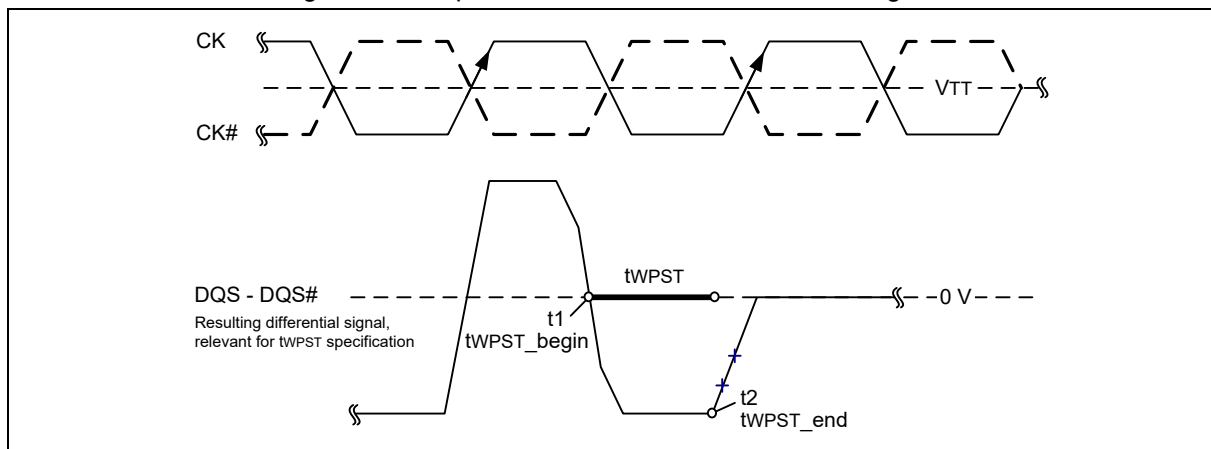 CK
VTT
CK#
tWPST
DQS - DQS#
0 V
Resulting differential signal,
relevant for tWPST specification
t1
tWPST_begin
t2
tWPST_end